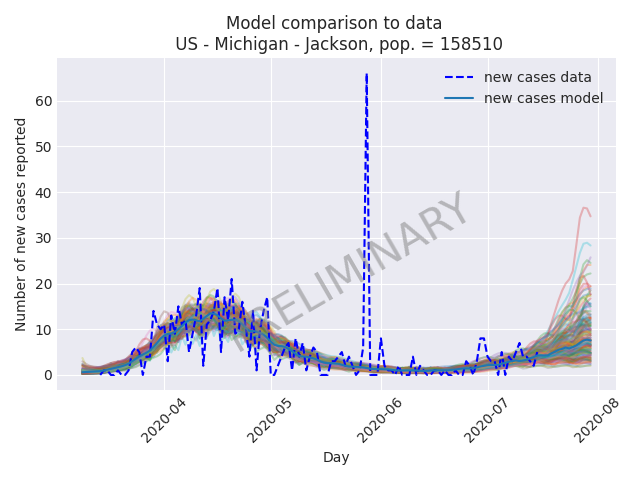 Model comparison to data
US - Michigan - Jackson, pop. = 158510
new cases data
new cases model
Number of new cases reported
60
50
40
30
20
10
0
PRELIMINARY
2020-04
2020-05
2020-06
2020-07
2020-08
Day